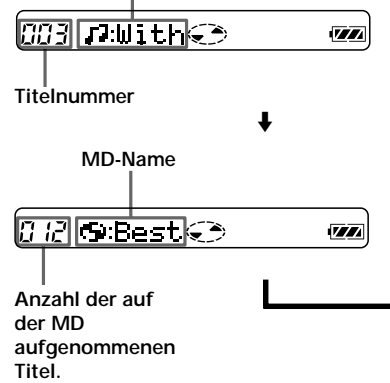 003 ♫:With
Titelnummer
MD-Name
012 :Best
Anzahl der auf
der MD
aufgenommenen
Titel.